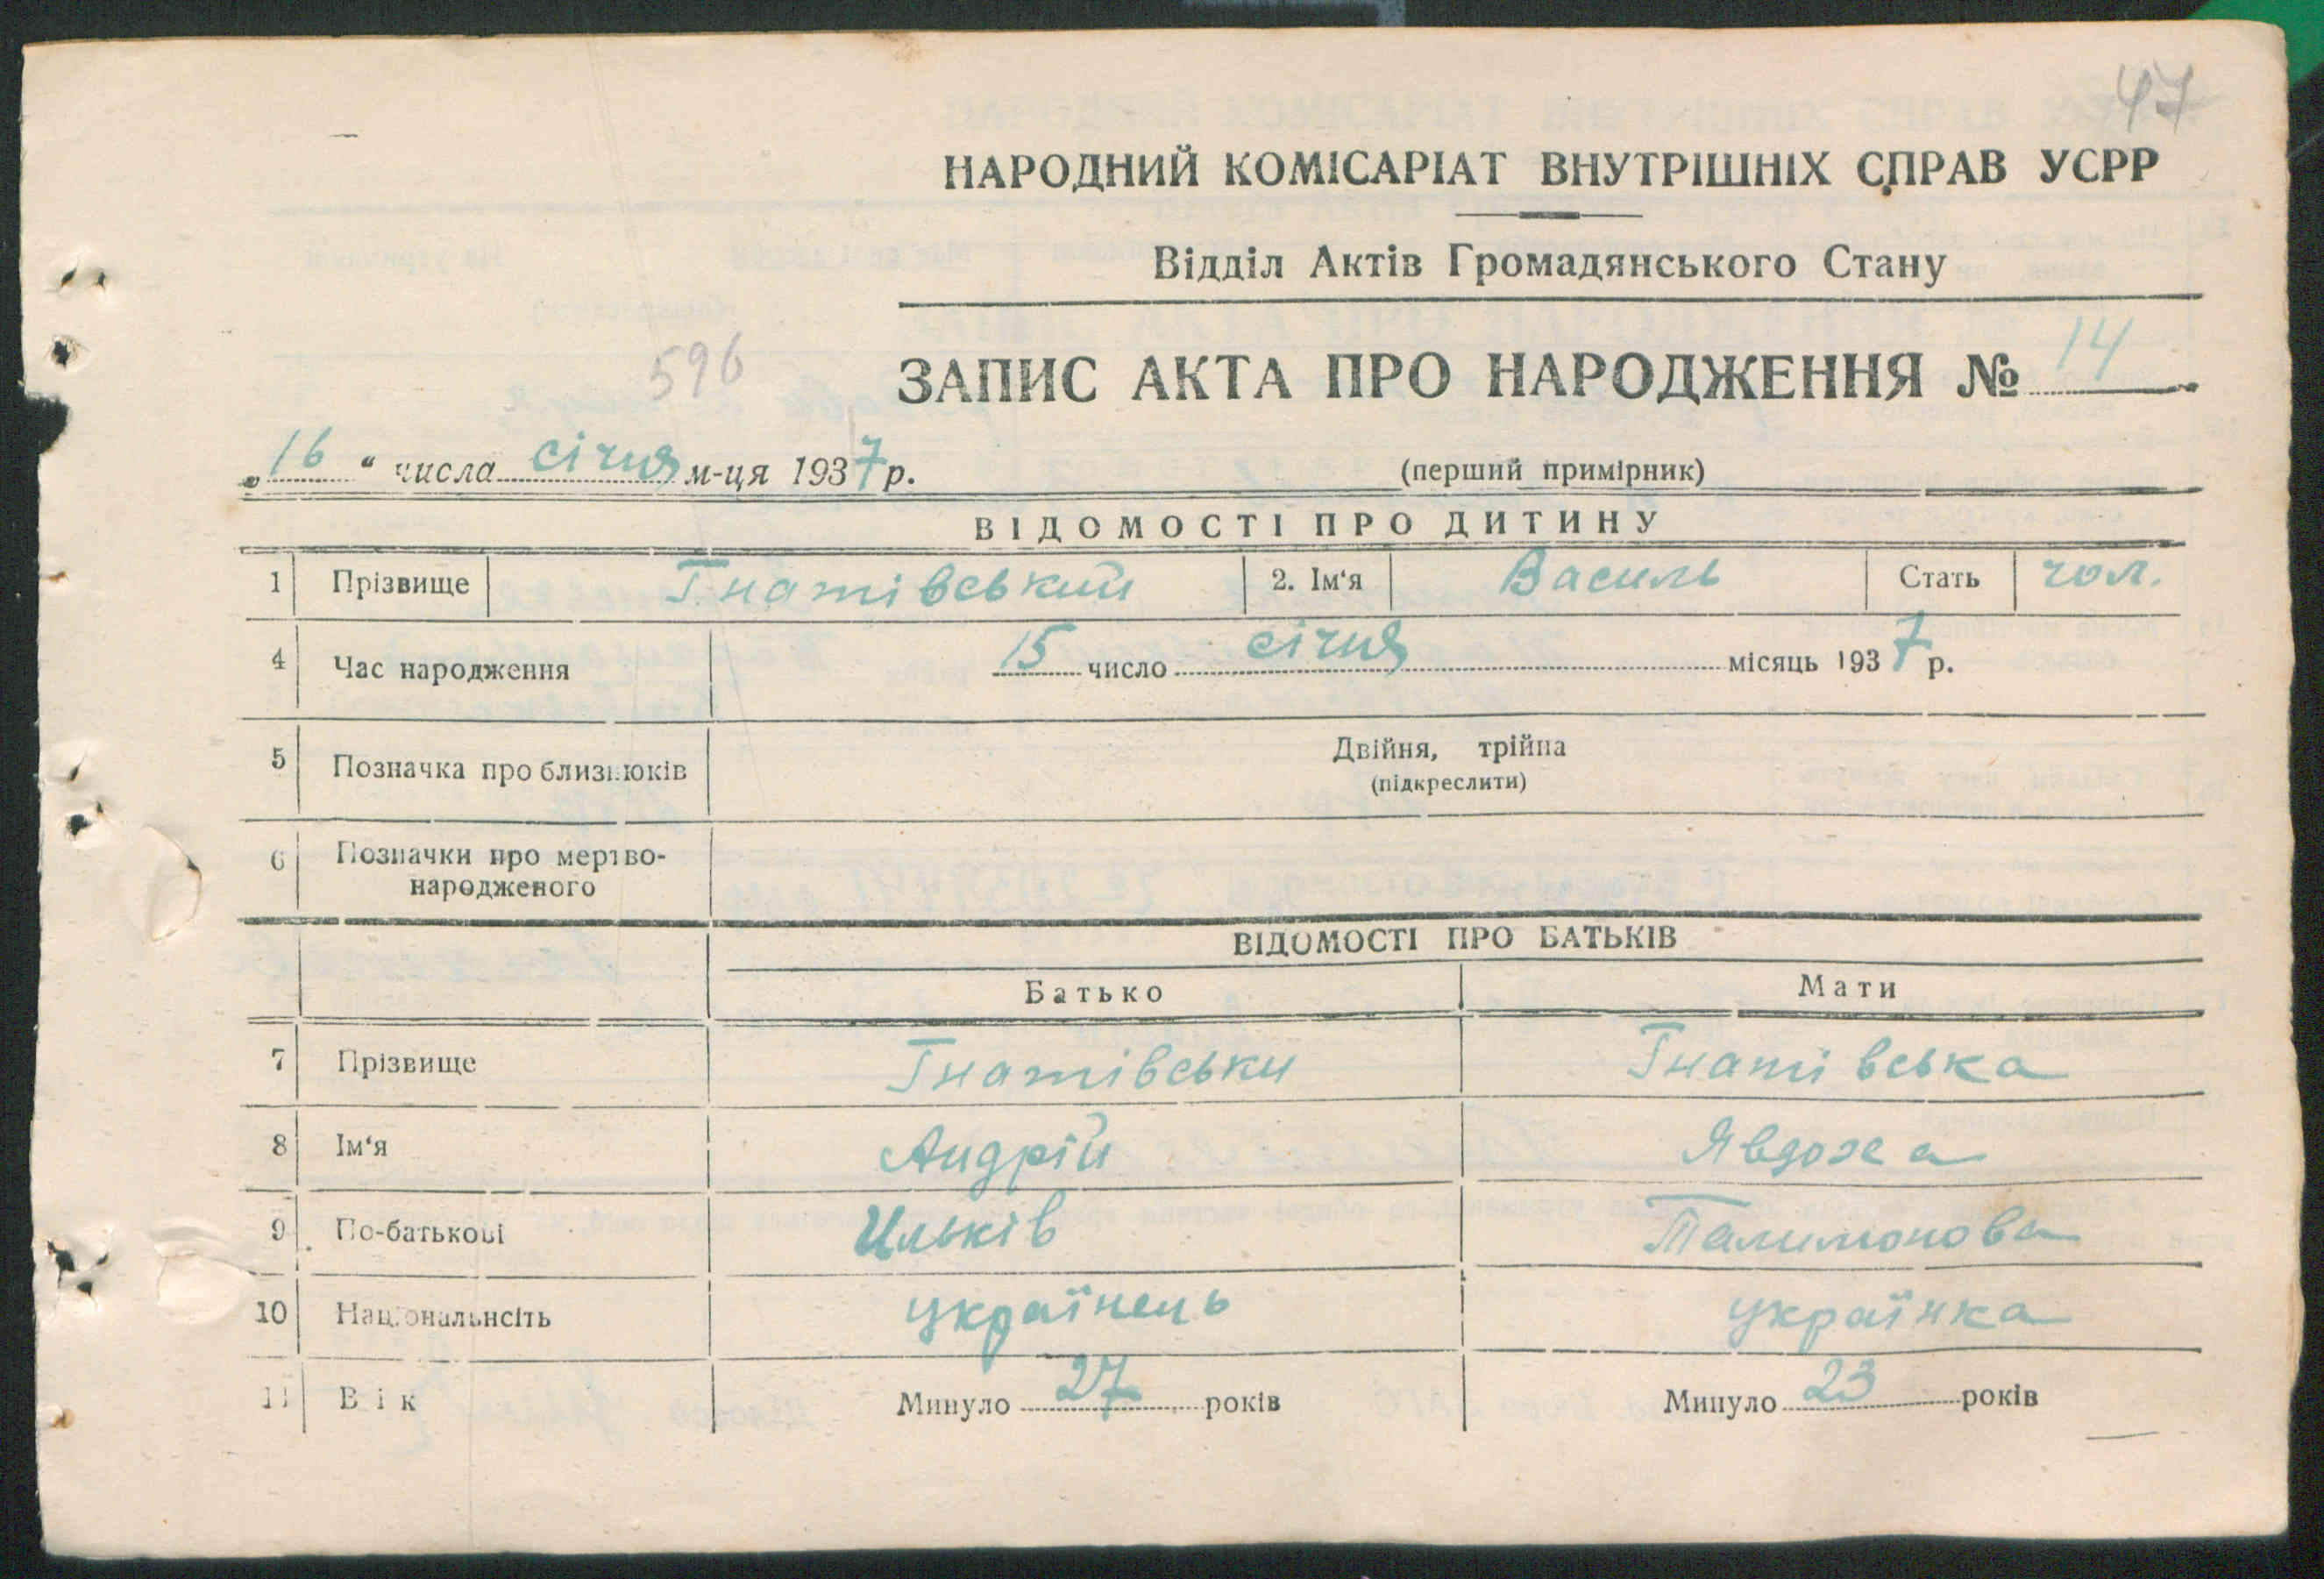 47
НАРОДНИЙ КОМІСАРІАТ ВНУТРІШНІХ СПРАВ УСРР
Відділ Актів Громадянського Стану
596
ЗАПИС АКТА ПРО НАРОДЖЕННЯ № 14
„16“ числа січня м-ця 1937 р.
(перший примірник)
ВІДОМОСТІ ПРО ДИТИНУ
1 Прізвище Гнатівський 2. Ім‘я Василь Стать чол.
4 Час народження 15 число січня місяць 1937 р.
5 Позначка про близнюків Двійня, трійна
(підкреслити)
6 Позначки про мертво-
народженого
ВІДОМОСТІ ПРО БАТЬКІВ
Батько Мати
7 Прізвище Гнатівськи Гнатівська
8 Ім‘я Андрій Явдоха
9 По-батькові Ильків Талимонова
10 Національнсіть українець українка
11 Вік Минуло 27 років Минуло 23 років